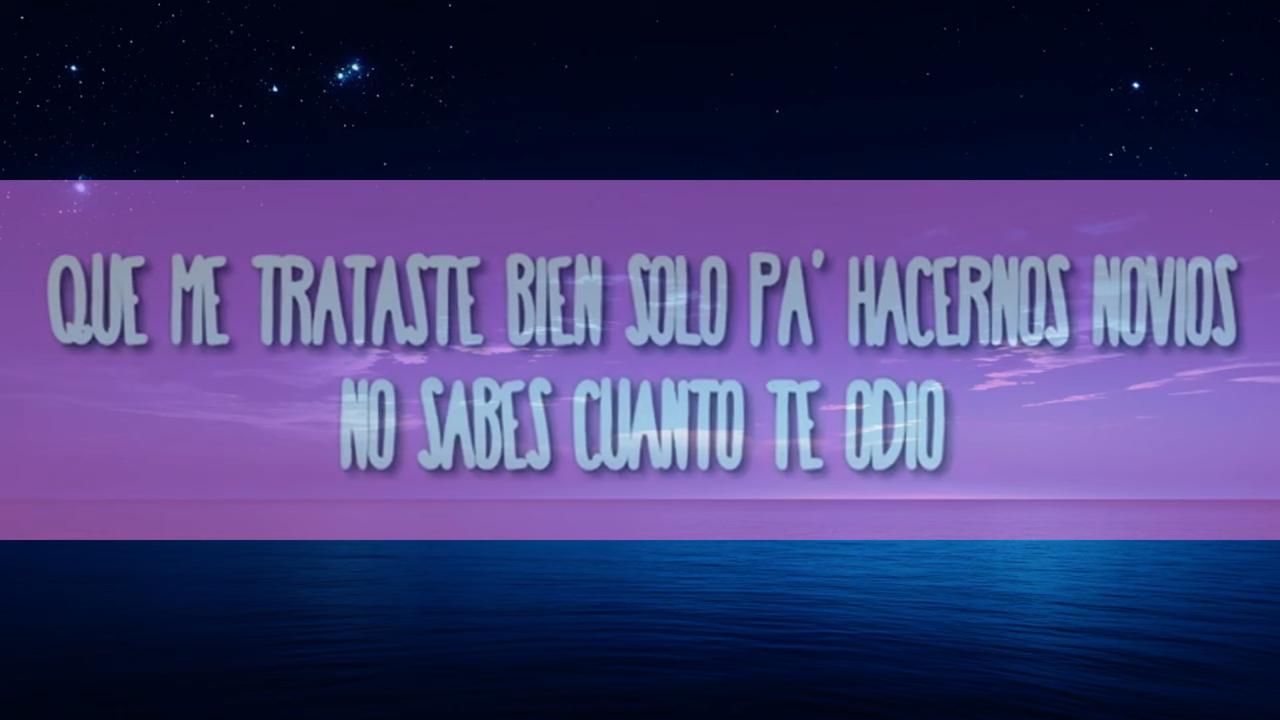 QUE ME TRATASTE BIEN SOLO PA' HACERNOS NOVIOS
NO SABES CUANTO TE ODIO